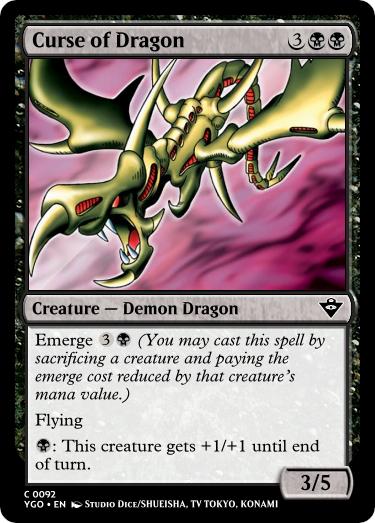 Curse of Dragon 3
Creature — Demon Dragon
Emerge 3 (You may cast this spell by
sacrificing a creature and paying the
emerge cost reduced by that creature's
mana value.)
Flying
: This creature gets +1/+1 until end
of turn.
3/5
C 0092
YGO • EN Studio Dice/SHUEISHA, TV TOKYO, KONAMI